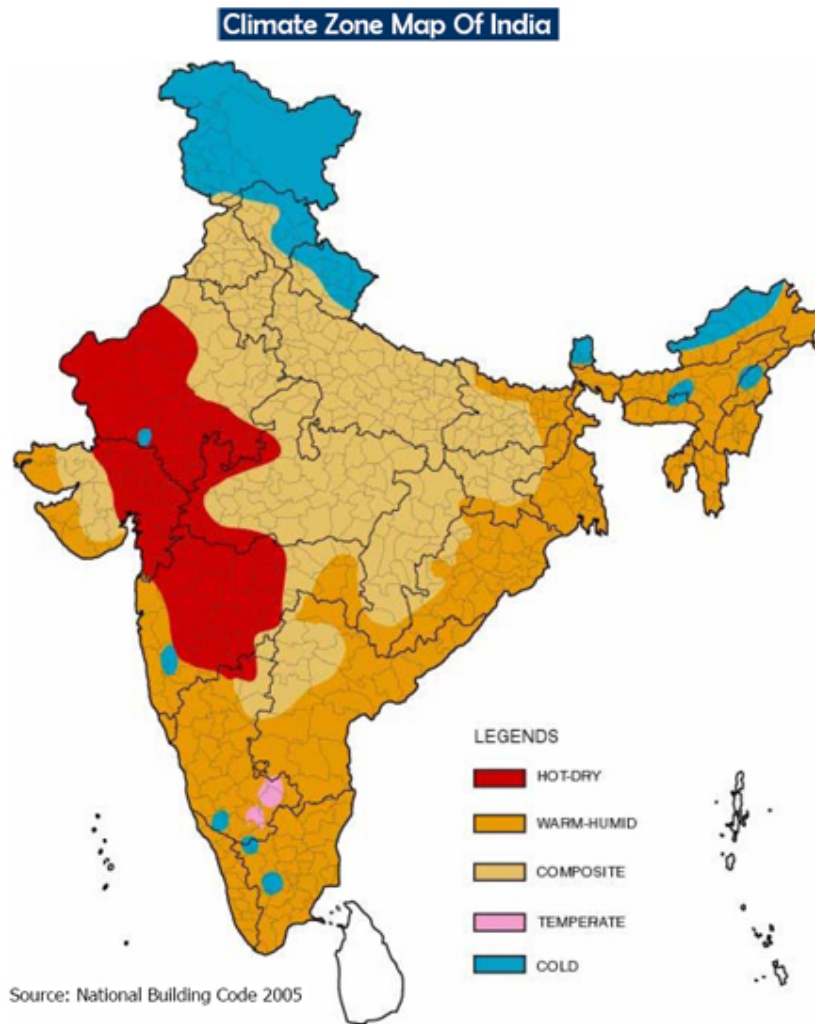 Climate Zone Map Of India
LEGENDS
HOT-DRY
WARM-HUMID
COMPOSITE
TEMPERATE
COLD
Source: National Building Code 2005